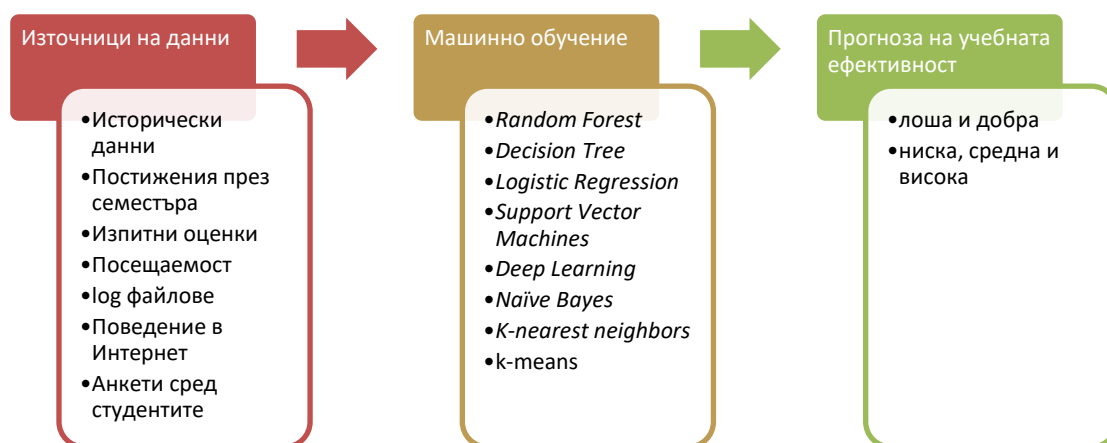 Източници на данни
•Исторически
данни
•Постижения през
семестъра
•Изпитни оценки
•Посещаемост
•log файлове
•Поведение в
Интернет
•Анкети сред
студентите
Машинно обучение
•Random Forest
•Decision Tree
•Logistic Regression
•Support Vector
Machines
•Deep Learning
•Naïve Bayes
•K-nearest neighbors
•k-means
Прогноза на учебната
ефективност
•лоша и добра
•ниска, средна и
висока